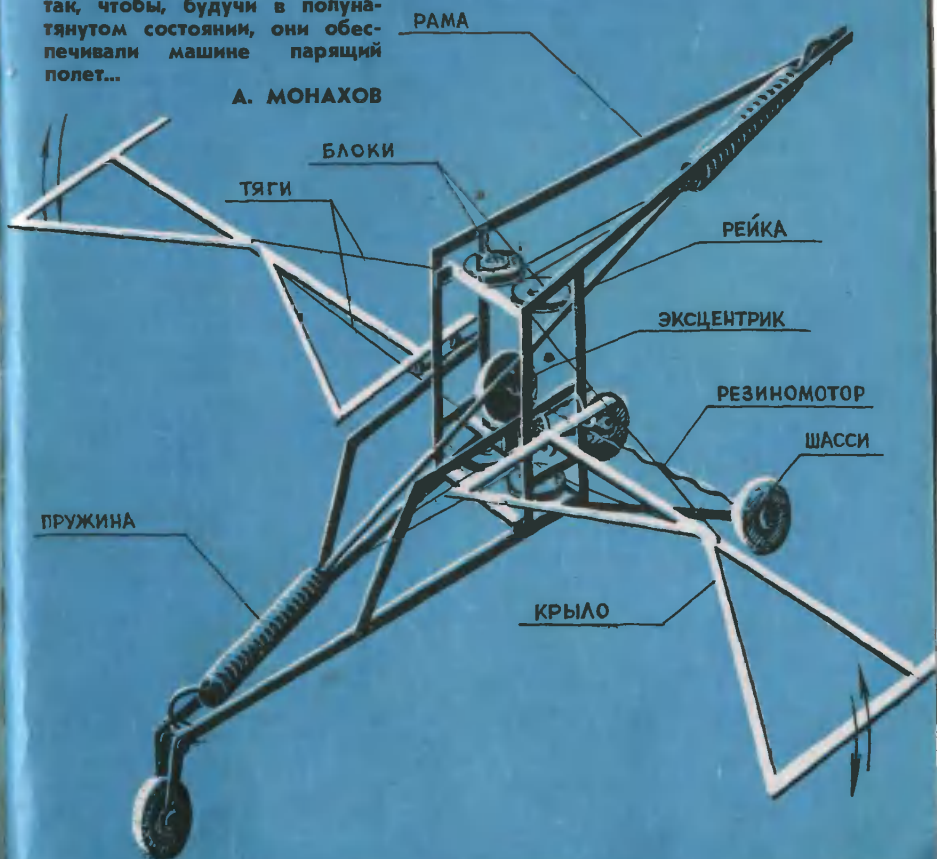 так, чтобы, будучи в полуна-
тянутом состоянии, они обес-
печивали машине парящий
полет...
А. МОНАХОВ
РАМА
БЛОКИ
ТЯГИ
РЕЙКА
ЭКСЦЕНТРИК
РЕЗИНОМОТОР
ШАССИ
ПРУЖИНА
КРЫЛО